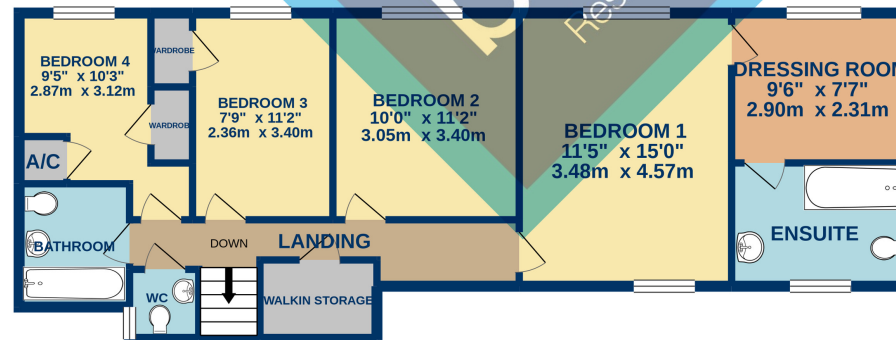 BEDROOM 4
9'5" x 10'3"
2.87m x 3.12m
WARDROBE
WARDROBE
A/C
BEDROOM 3
7'9" x 11'2"
2.36m x 3.40m
BEDROOM 2
10'0" x 11'2"
3.05m x 3.40m
BEDROOM 1
11'5" x 15'0"
3.48m x 4.57m
DRESSING ROOM
9'6" x 7'7"
2.90m x 2.31m
ENSUITE
BATHROOM
DOWN
LANDING
WC
WALKIN STORAGE
Res